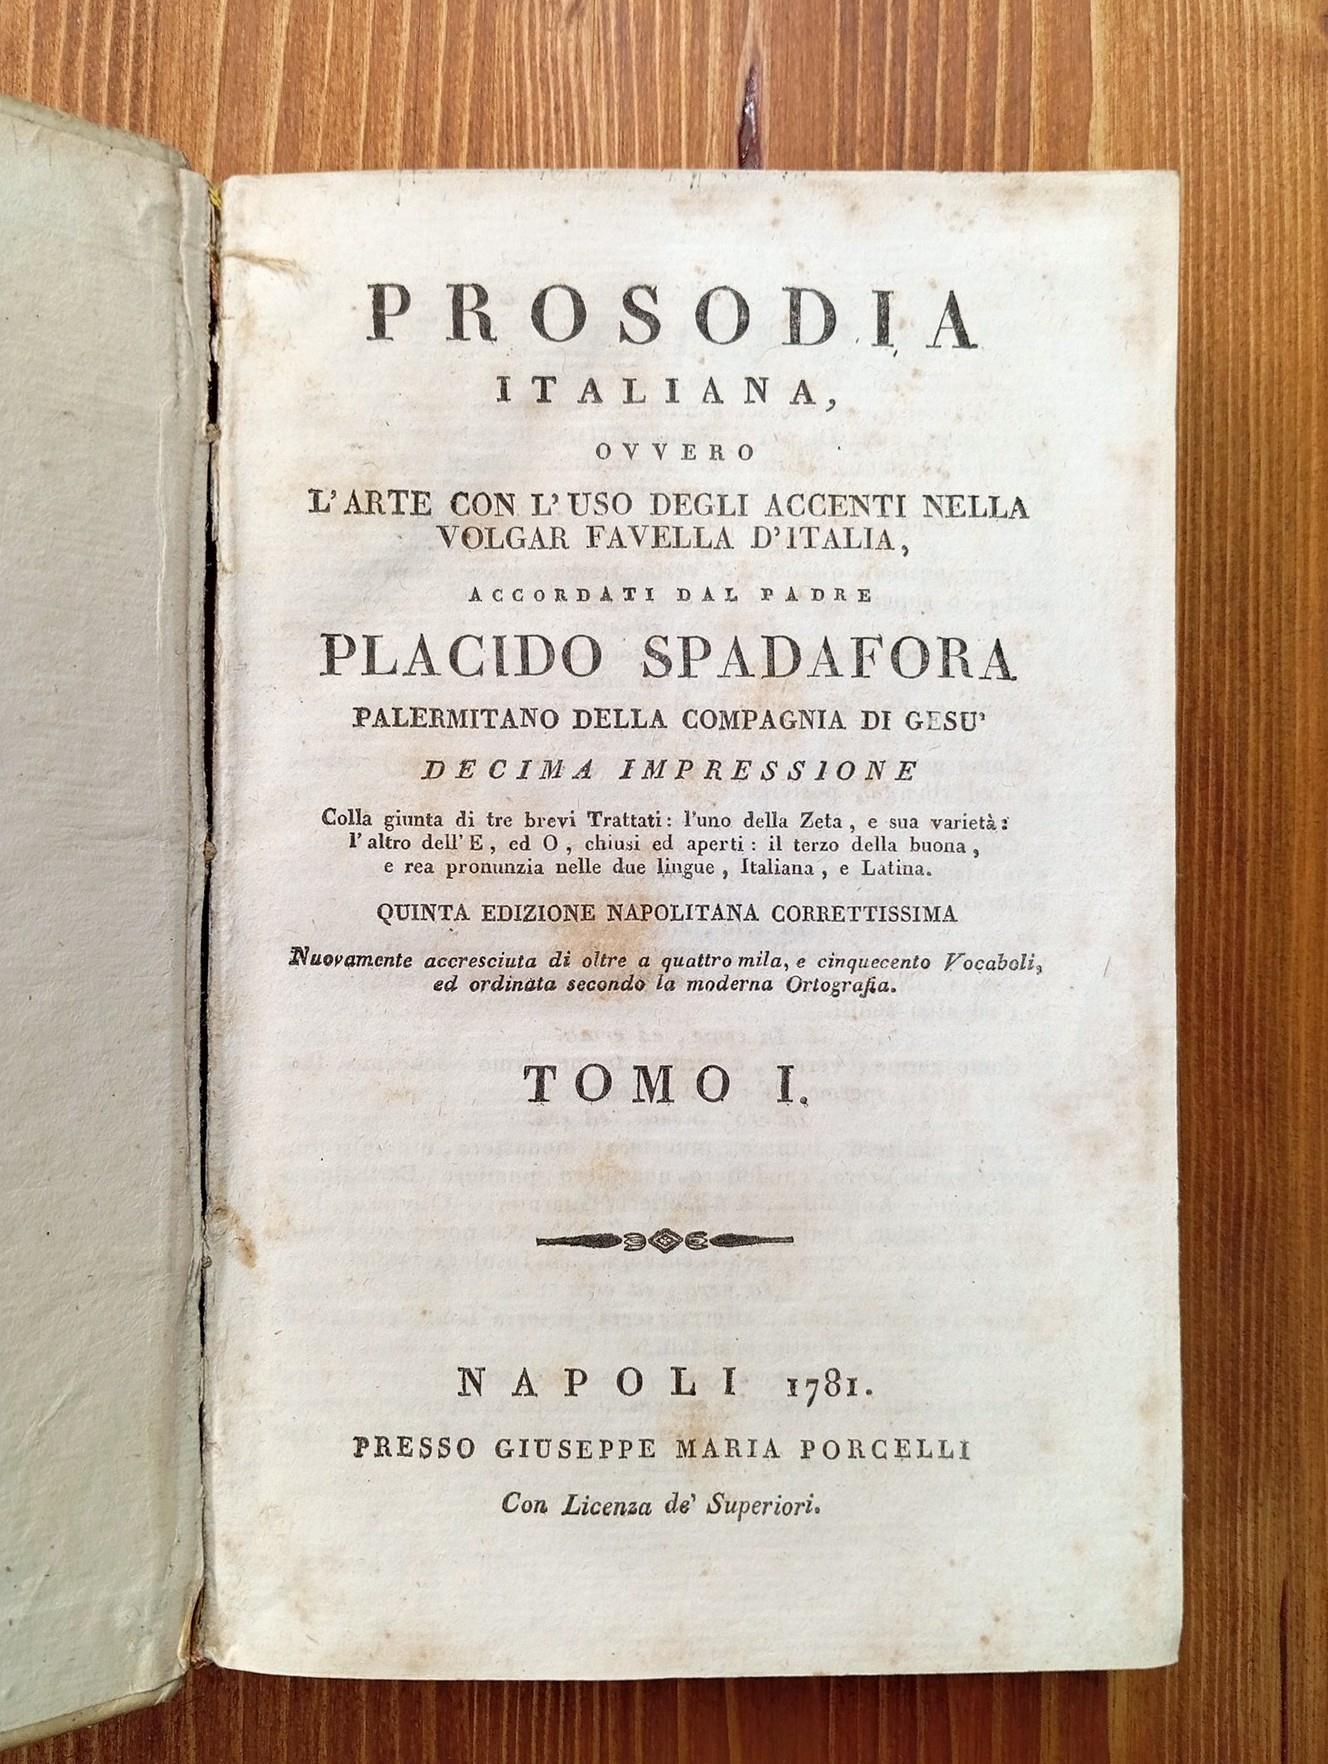 PROSODIA
ITALIANA,
OVVERO
L'ARTE CON L'USO DEGLI ACCENTI NELLA
VOLGAR FAVELLA D'ITALIA,
ACCORDATI DAL PADRE
PLACIDO SPADAFORA
PALERMITANO DELLA COMPAGNIA DI GESU'
DECIMA IMPRESSIONE
Colla giunta di tre brevi Trattati: l'uno della Zeta, e sua varietà:
l'altro dell'E, ed O, chiusi ed aperti: il terzo della buona,
e rea pronunzia nelle due lingue, Italiana, e Latina.
QUINTA EDIZIONE NAPOLITANA CORRETTISSIMA
Nuovamente accresciuta di oltre a quattro mila, e cinquecento Vocaboli,
ed ordinata secondo la moderna Ortografia.
TOMO I.
NAPOLI 1781.
PRESSO GIUSEPPE MARIA PORCELLI
Con Licenza de' Superiori.